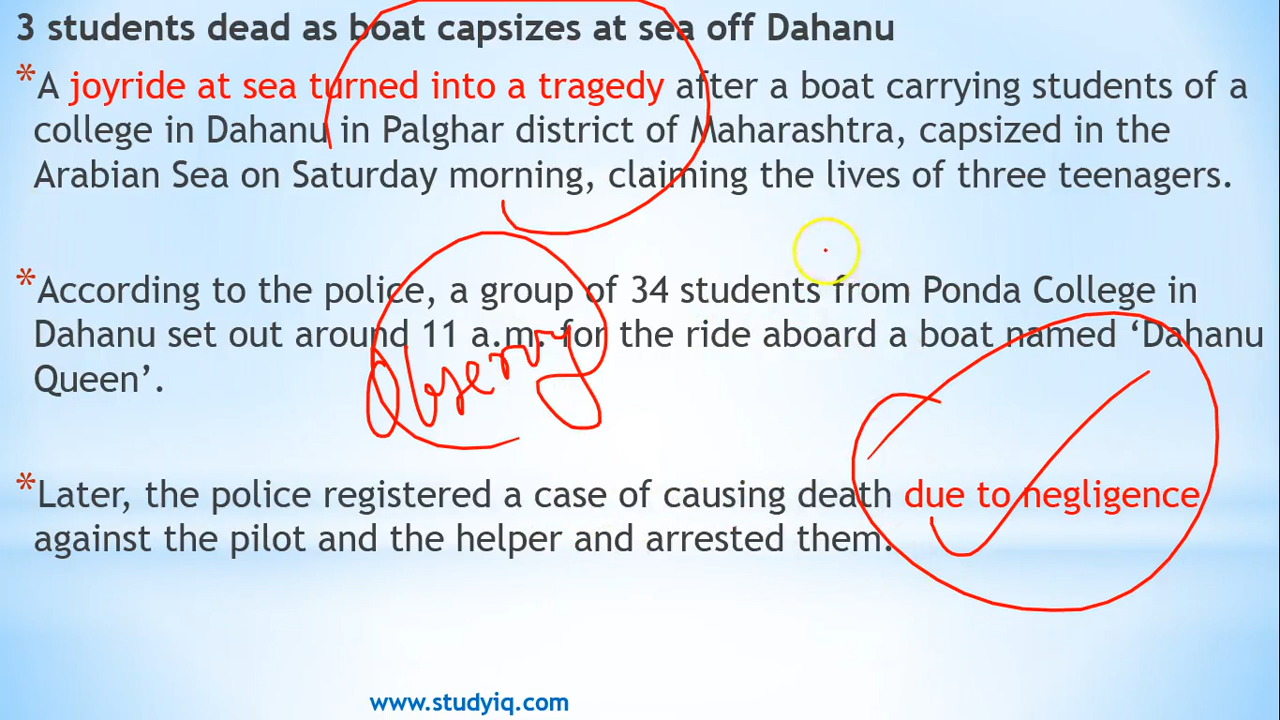 3 students dead as boat capsizes at sea off Dahanu
*A joyride at sea turned into a tragedy after a boat carrying students of a
college in Dahanu in Palghar district of Maharashtra, capsized in the
Arabian Sea on Saturday morning, claiming the lives of three teenagers.
*According to the police, a group of 34 students from Ponda College in
Dahanu set out around 11 a.m. for the ride aboard a boat named ‘Dahanu
Queen’.
*Later, the police registered a case of causing death due to negligence
against the pilot and the helper and arrested them.
www.studyiq.com